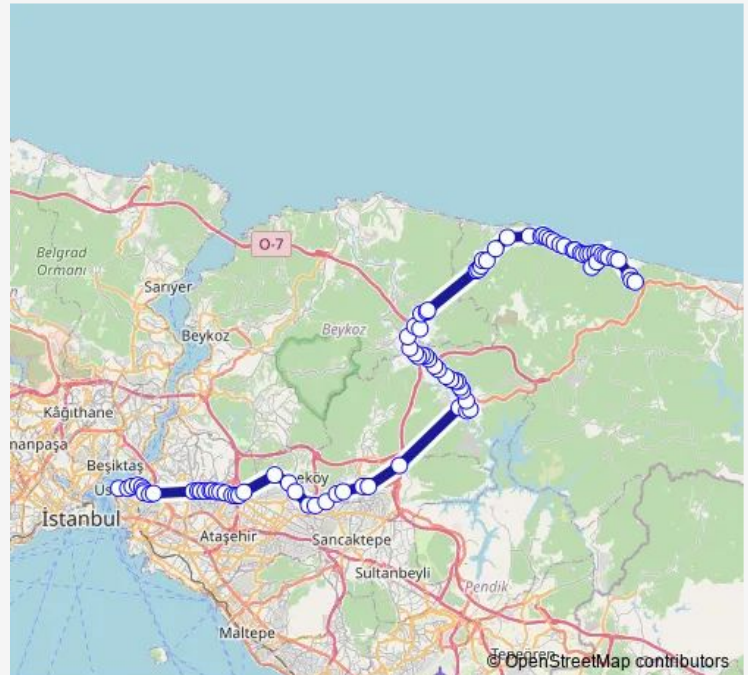 O-7
Belgrad
Ormanı
Sarıyer
Beykoz
Beykoz
Kâğıthane
Beşiktaş
İstanbul
Ataşehir
Sancaktepe
Sultanbeyli
Pendik
Maltepe
© OpenStreetMap contributors